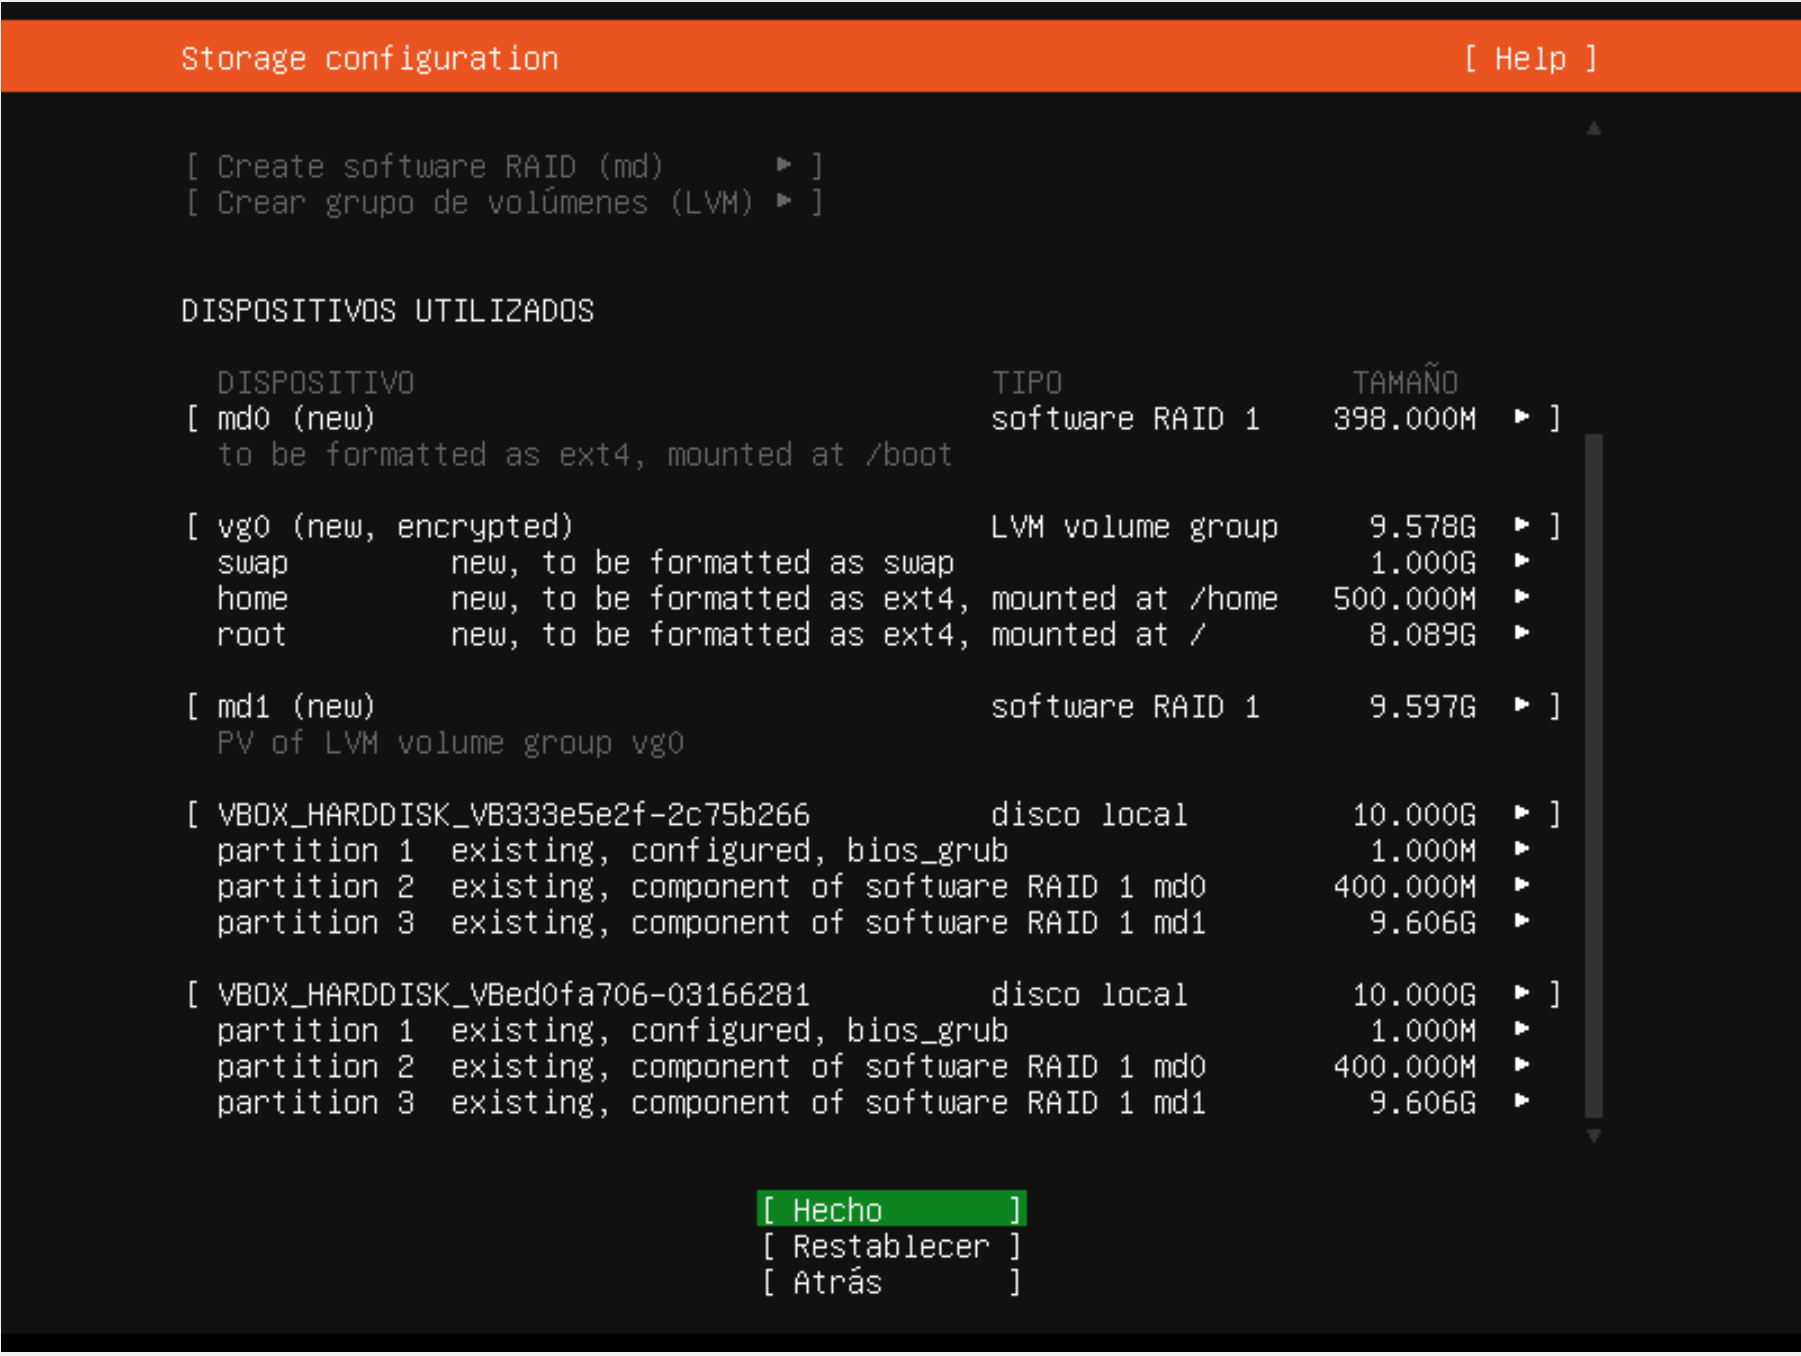 Storage configuration [ Help ]
▲
[ Create software RAID (md) ▸ ]
[ Crear grupo de volúmenes (LVM) ▸ ]
DISPOSITIVOS UTILIZADOS
DISPOSITIVO TIPO TAMAÑO
[ md0 (new) software RAID 1 398.000M ▸ ]
to be formatted as ext4, mounted at /boot
[ vg0 (new, encrypted) LVM volume group 9.578G ▸ ]
swap new, to be formatted as swap 1.000G ▸
home new, to be formatted as ext4, mounted at /home 500.000M ▸
root new, to be formatted as ext4, mounted at / 8.089G ▸
[ md1 (new) software RAID 1 9.597G ▸ ]
PV of LVM volume group vg0
[ VBOX_HARDDISK_VB333e5e2f-2c75b266 disco local 10.000G ▸ ]
partition 1 existing, configured, bios_grub 1.000M ▸
partition 2 existing, component of software RAID 1 md0 400.000M ▸
partition 3 existing, component of software RAID 1 md1 9.606G ▸
[ VBOX_HARDDISK_VBed0fa706-03166281 disco local 10.000G ▸ ]
partition 1 existing, configured, bios_grub 1.000M ▸
partition 2 existing, component of software RAID 1 md0 400.000M ▸
partition 3 existing, component of software RAID 1 md1 9.606G ▸
▼
[ Hecho ]
[ Restablecer ]
[ Atrás ]